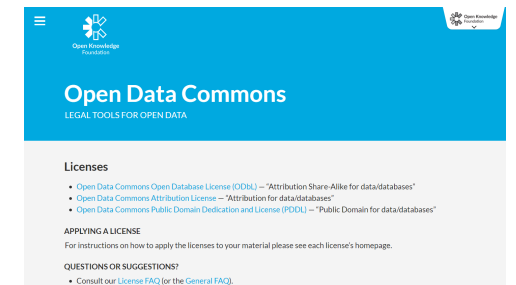 Open Knowledge
Foundation
Open Knowledge
Foundation
Open Data Commons
LEGAL TOOLS FOR OPEN DATA
Licenses
• Open Data Commons Open Database License (ODbL) — “Attribution Share-Alike for data/databases”
• Open Data Commons Attribution License — “Attribution for data/databases”
• Open Data Commons Public Domain Dedication and License (PDDL) — “Public Domain for data/databases”
APPLYING A LICENSE
For instructions on how to apply the licenses to your material please see each license’s homepage.
QUESTIONS OR SUGGESTIONS?
• Consult our License FAQ (or the General FAQ).